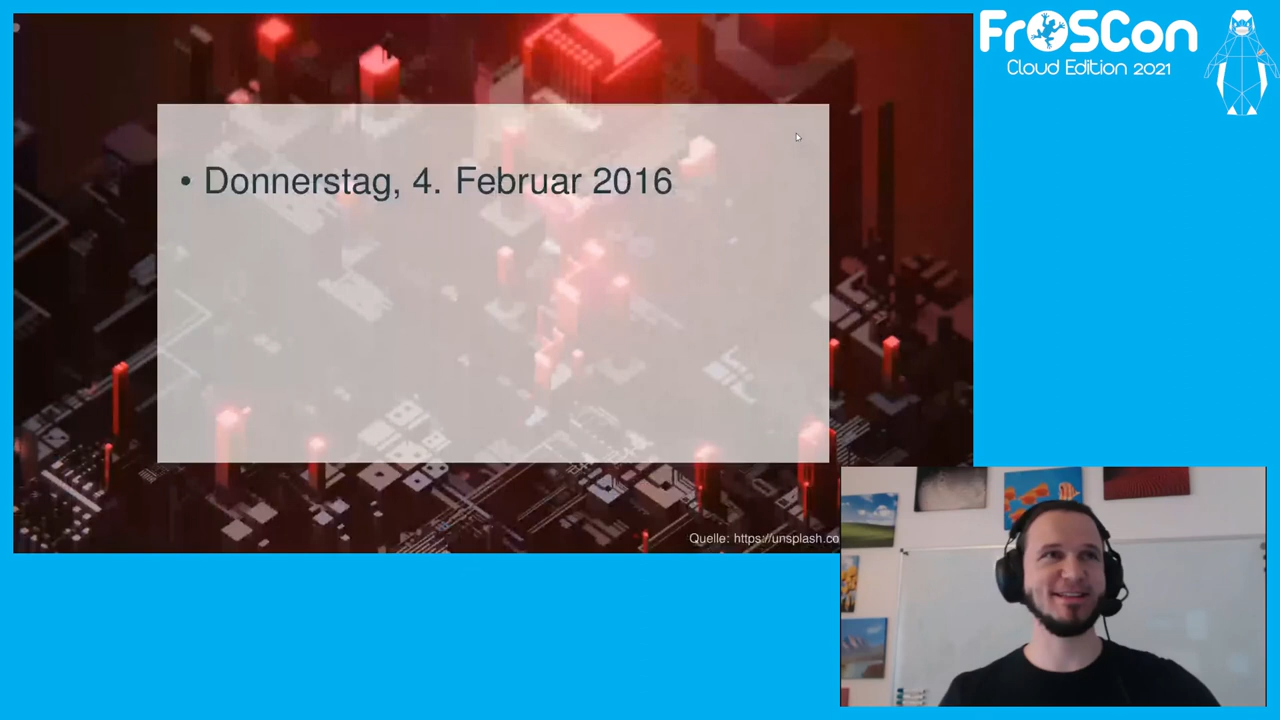 FrOSCon
Cloud Edition 2021
• Donnerstag, 4. Februar 2016
Quelle: https://unsplash.co